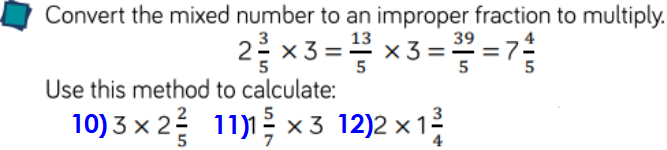 Convert the mixed number to an improper fraction to multiply.
2 3/5 × 3 = 13/5 × 3 = 39/5 = 7 4/5
Use this method to calculate:
10) 3 × 2 2/5 11) 1 5/7 × 3 12) 2 × 1 3/4